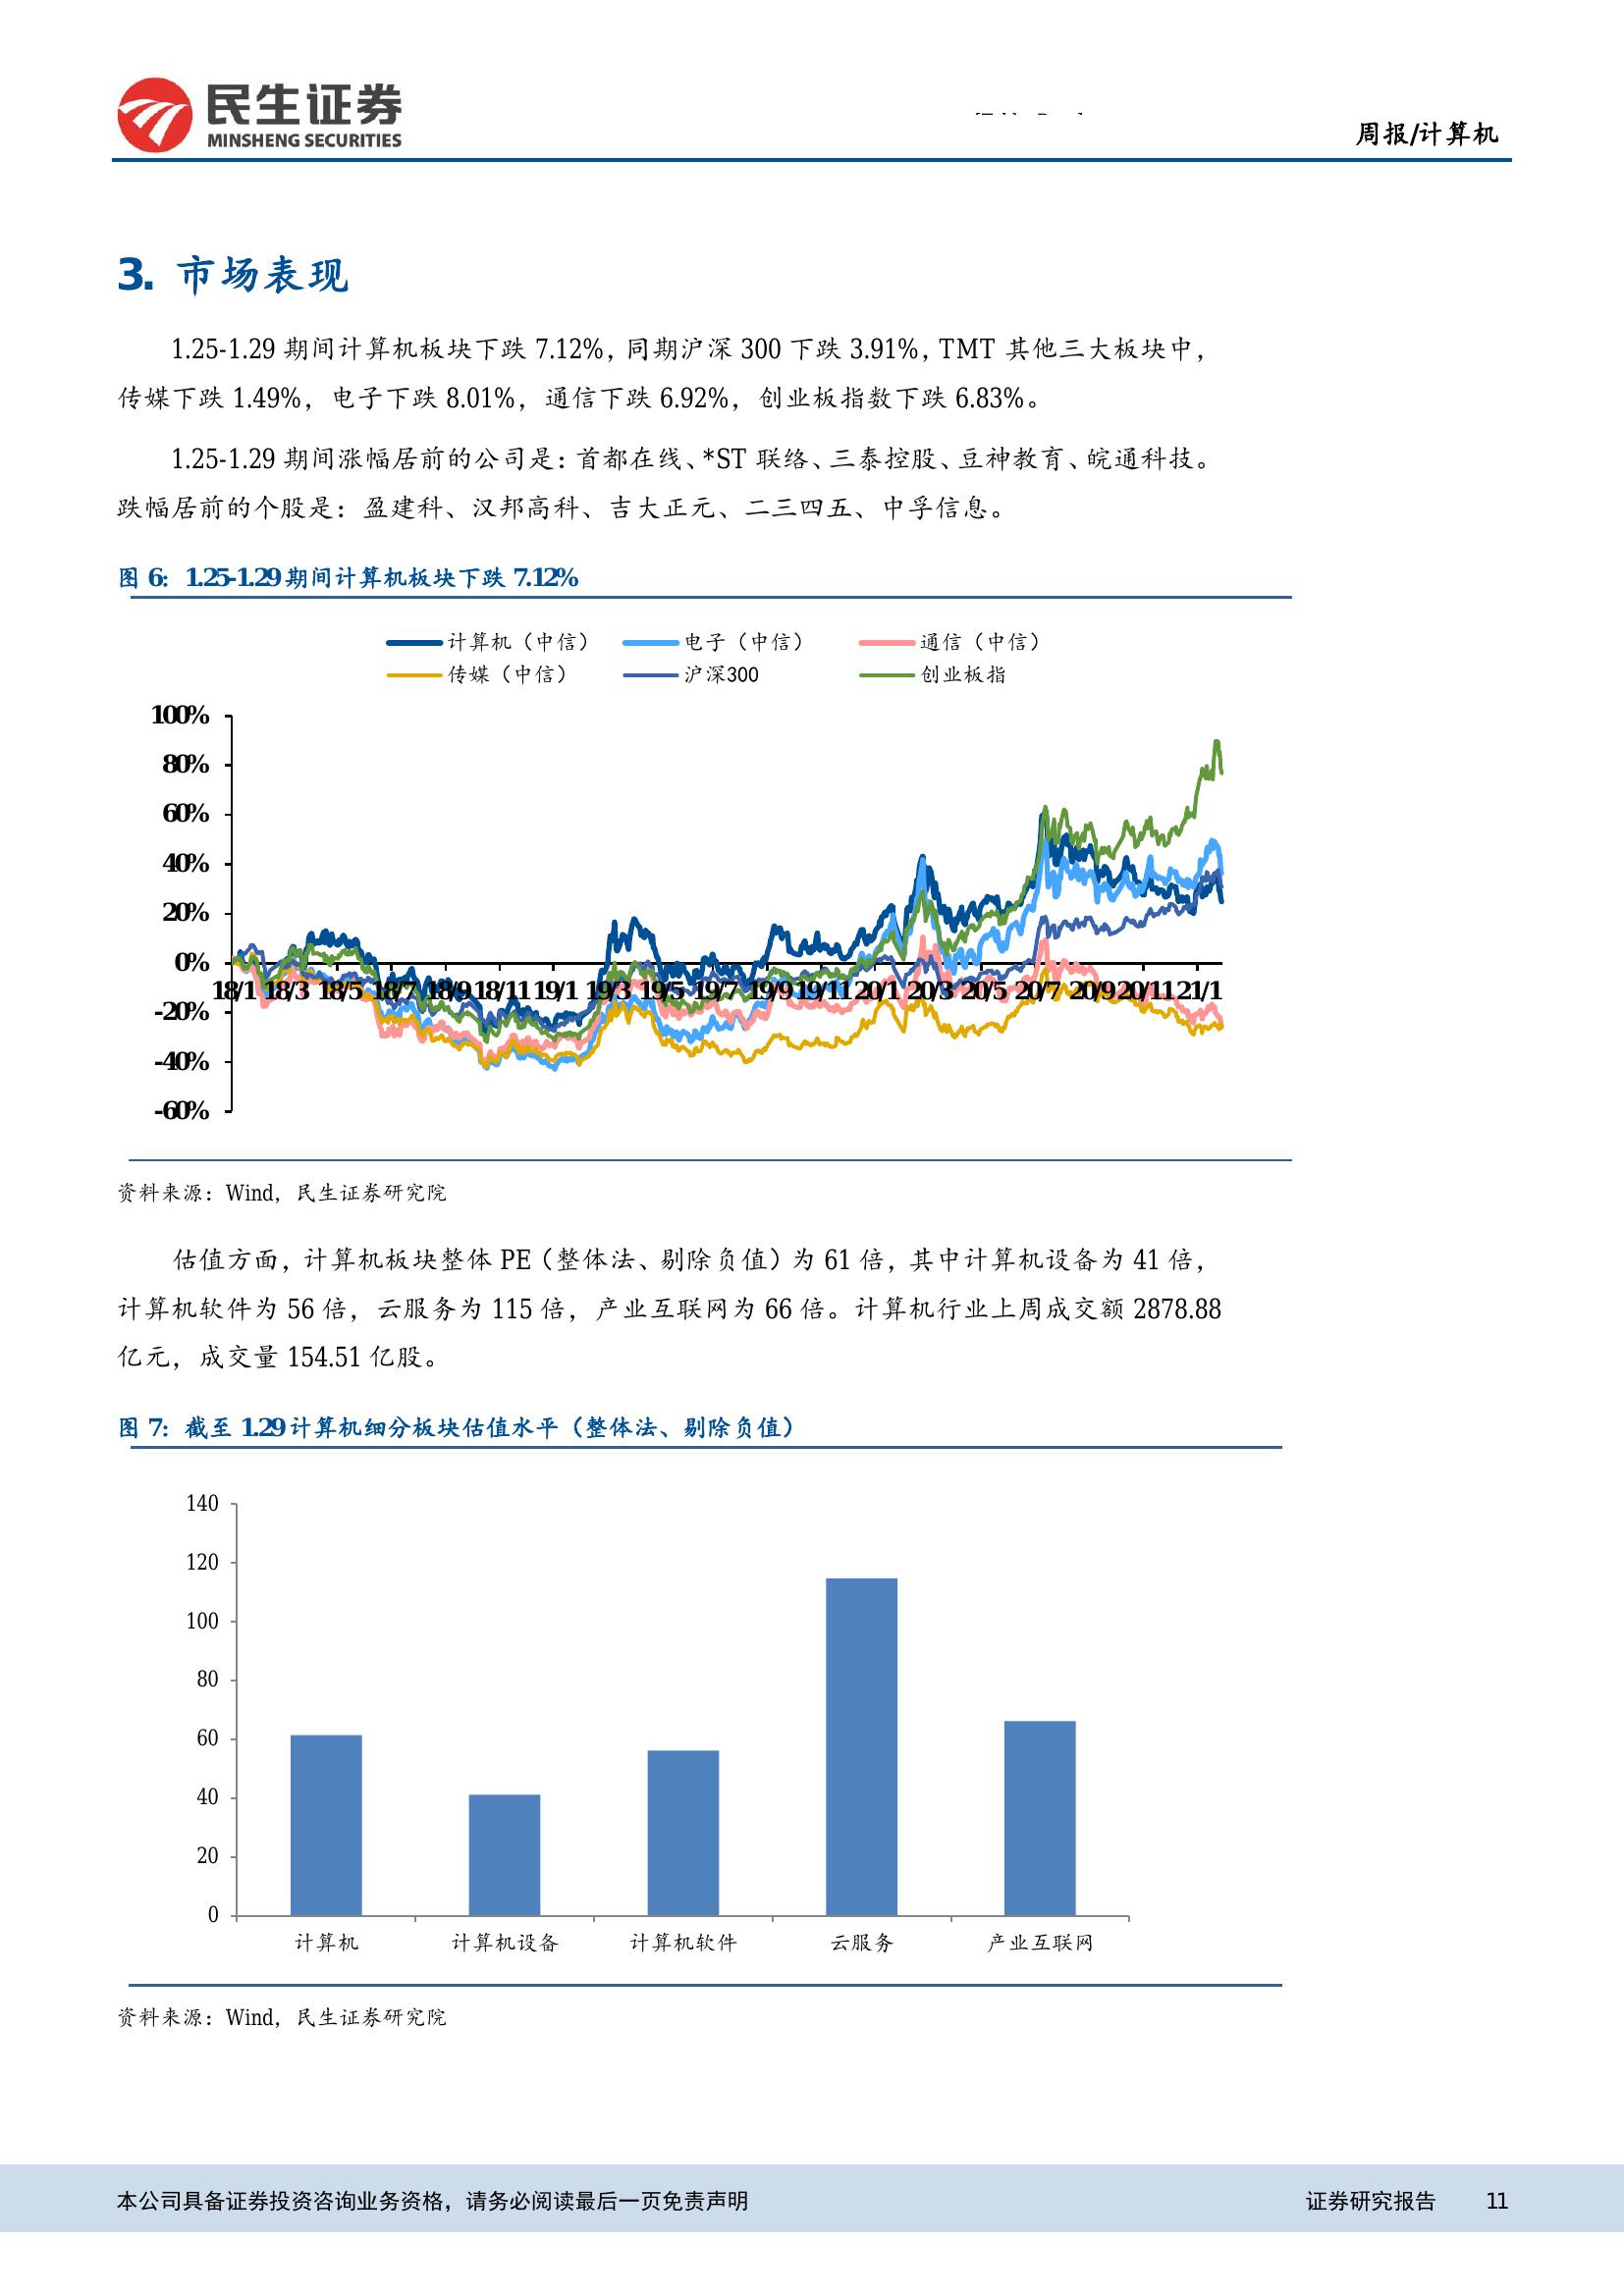 民生证券
MINSHENG SECURITIES
周报/计算机
3. 市场表现
1.25-1.29 期间计算机板块下跌 7.12%，同期沪深 300 下跌 3.91%，TMT 其他三大板块中，
传媒下跌 1.49%，电子下跌 8.01%，通信下跌 6.92%，创业板指数下跌 6.83%。
1.25-1.29 期间涨幅居前的公司是：首都在线、*ST 联络、三泰控股、豆神教育、皖通科技。
跌幅居前的个股是：盈建科、汉邦高科、吉大正元、二三四五、中孚信息。
图 6：1.25-1.29 期间计算机板块下跌 7.12%
计算机（中信） 电子（中信） 通信（中信）
传媒（中信） 沪深300 创业板指
100%
80%
60%
40%
20%
0%
18/1 18/3 18/5 18/7 18/9 18/11 19/1 19/3 19/5 19/7 19/9 19/11 20/1 20/3 20/5 20/7 20/9 20/11 21/1
-20%
-40%
-60%
资料来源：Wind，民生证券研究院
估值方面，计算机板块整体 PE（整体法、剔除负值）为 61 倍，其中计算机设备为 41 倍，
计算机软件为 56 倍，云服务为 115 倍，产业互联网为 66 倍。计算机行业上周成交额 2878.88
亿元，成交量 154.51 亿股。
图 7：截至 1.29 计算机细分板块估值水平（整体法、剔除负值）
140
120
100
80
60
40
20
0
计算机 计算机设备 计算机软件 云服务 产业互联网
资料来源：Wind，民生证券研究院
本公司具备证券投资咨询业务资格，请务必阅读最后一页免责声明 证券研究报告 11